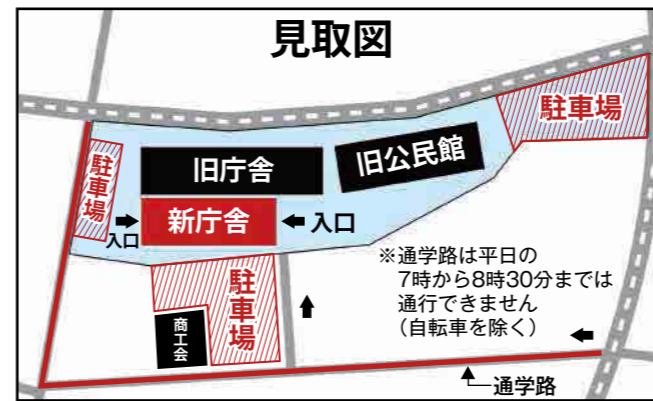 見取図
駐車場
旧公民館
旧庁舎
駐車場
新庁舎
入口
入口
※通学路は平日の
7時から8時30分までは
通行できません
（自転車を除く）
駐車場
商工会
通学路